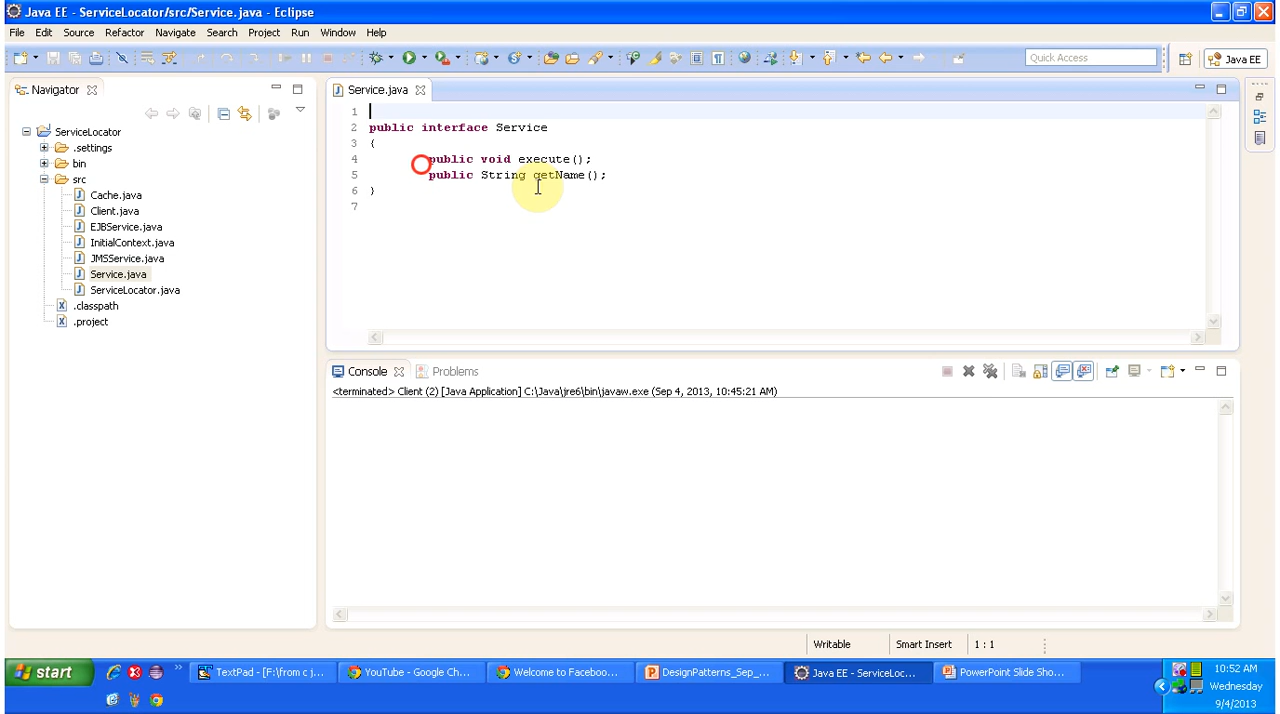 Java EE - ServiceLocator/src/Service.java - Eclipse
File Edit Source Refactor Navigate Search Project Run Window Help
Quick Access
Java EE
Navigator
Service.java
ServiceLocator
.settings
bin
src
Cache.java
Client.java
EJBService.java
InitialContext.java
JMSService.java
Service.java
ServiceLocator.java
.classpath
.project
1
2 public interface Service
3 {
4 public void execute();
5 public String getName();
6 }
7
Console Problems
<terminated> Client (2) [Java Application] C:\Java\jre6\bin\javaw.exe (Sep 4, 2013, 10:45:21 AM)
Writable Smart Insert 1 : 1
start
TextPad - [F:\from c j...
YouTube - Google Ch...
Welcome to Faceboo...
DesignPatterns_Sep_...
Java EE - ServiceLoc...
PowerPoint Slide Sho...
10:52 AM
Wednesday
9/4/2013